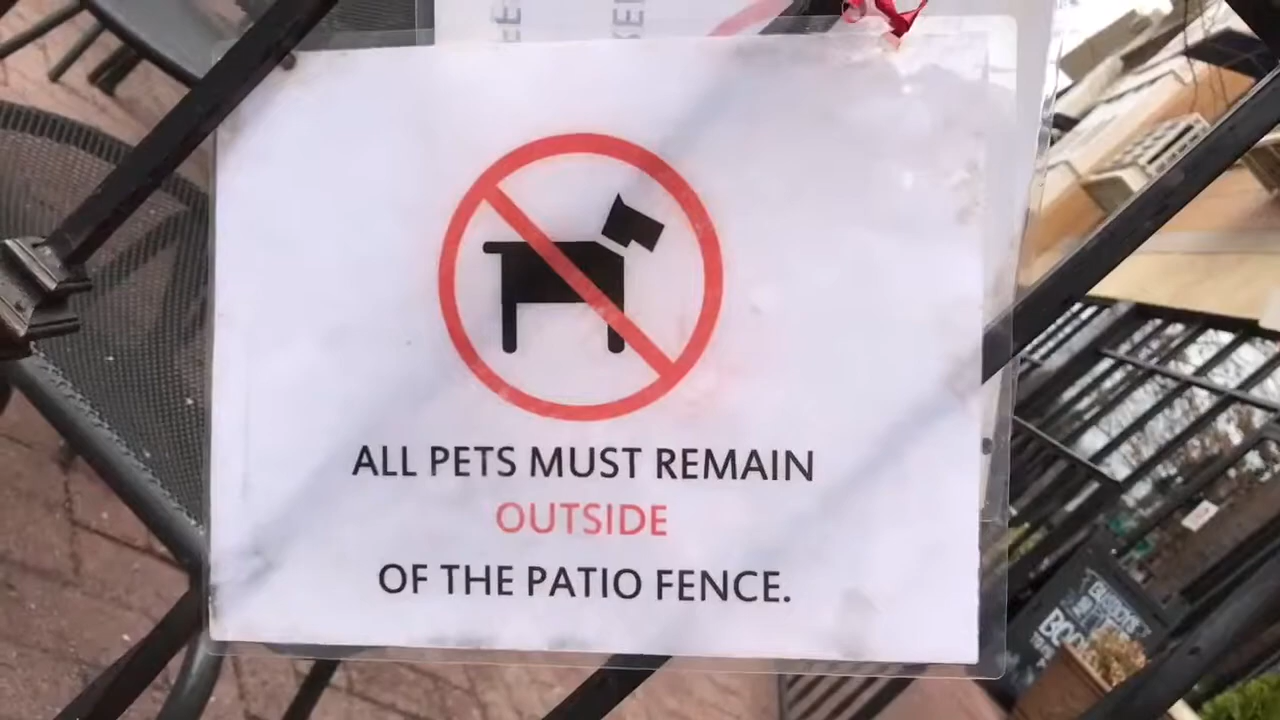 ALL PETS MUST REMAIN
OUTSIDE
OF THE PATIO FENCE.